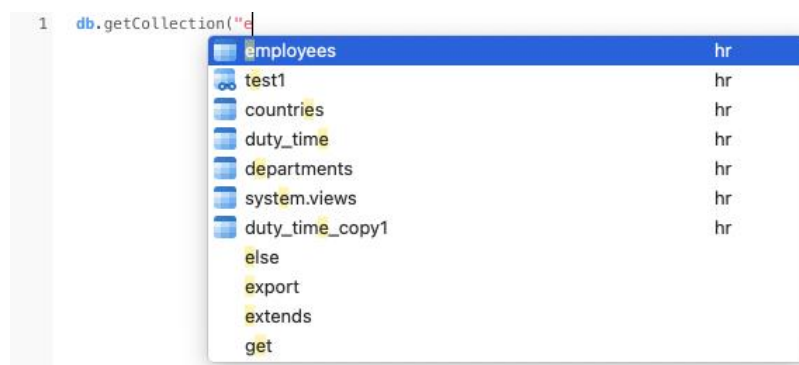 1 db.getCollection("e
employees hr
test1 hr
countries hr
duty_time hr
departments hr
system.views hr
duty_time_copy1 hr
else
export
extends
get